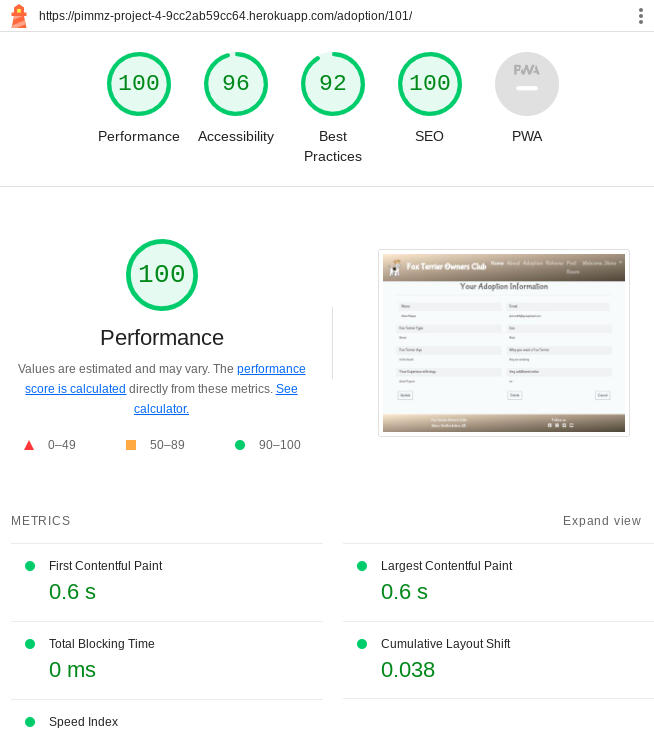 https://pimmz-project-4-9cc2ab59cc64.herokuapp.com/adoption/101/
100 96 92 100 PWA
Performance Accessibility Best Practices SEO PWA
100
Performance
Values are estimated and may vary. The performance
score is calculated directly from these metrics. See
calculator.
0–49 50–89 90–100
Fox Terrier Owners Club Home About Adoption Welcome
Your Adoption Information
METRICS Expand view
First Contentful Paint Largest Contentful Paint
0.6 s 0.6 s
Total Blocking Time Cumulative Layout Shift
0 ms 0.038
Speed Index